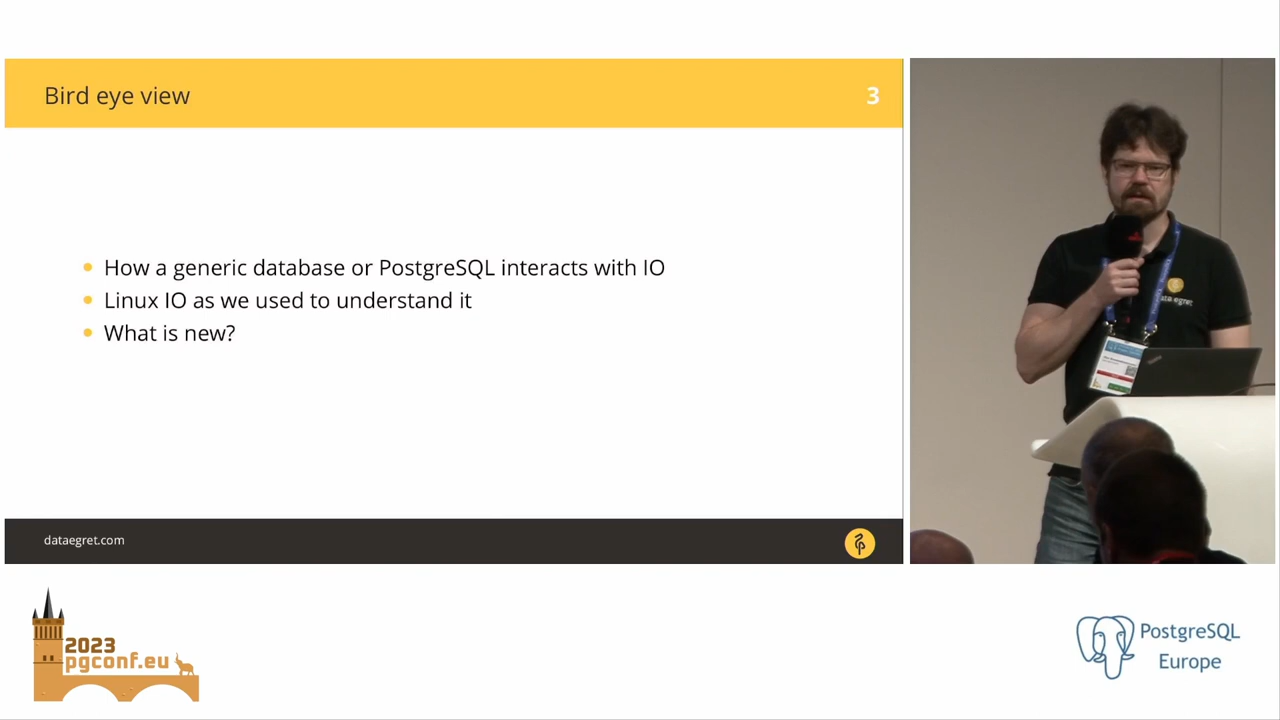 Bird eye view
3
How a generic database or PostgreSQL interacts with IO
Linux IO as we used to understand it
What is new?
dataegret.com
2023
pgconf.eu
PostgreSQL
Europe